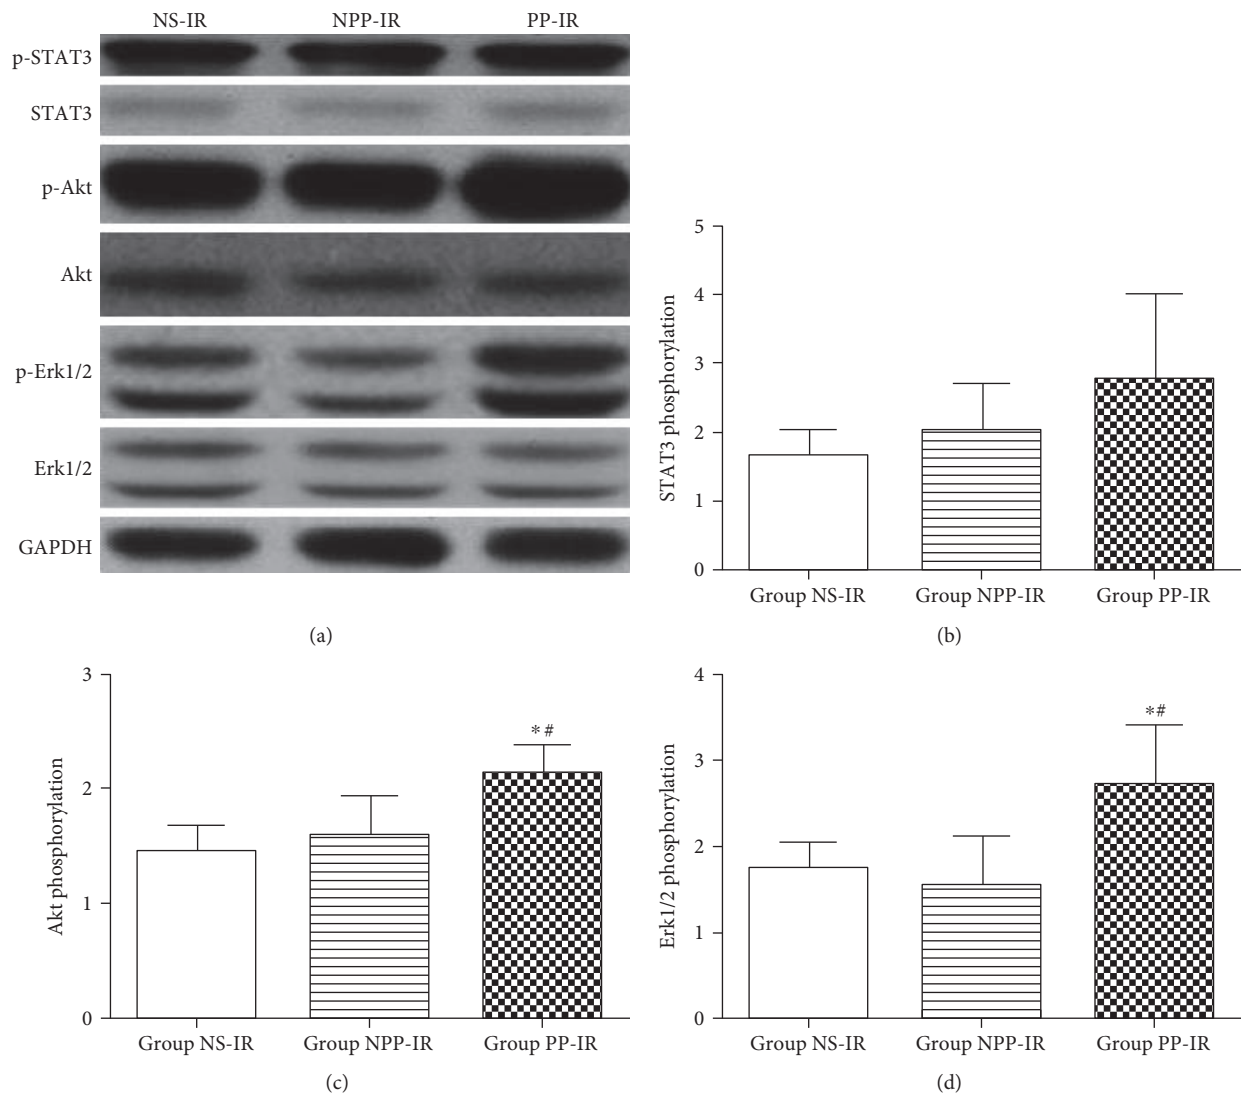 NS-IR NPP-IR PP-IR
p-STAT3
STAT3
p-Akt
Akt
p-Erk1/2
Erk1/2
GAPDH
(a)
STAT3 phosphorylation
5
4
3
2
1
0
Group NS-IR Group NPP-IR Group PP-IR
(b)
Akt phosphorylation
3
2
1
0
*#
Group NS-IR Group NPP-IR Group PP-IR
(c)
Erk1/2 phosphorylation
4
3
2
1
0
*#
Group NS-IR Group NPP-IR Group PP-IR
(d)